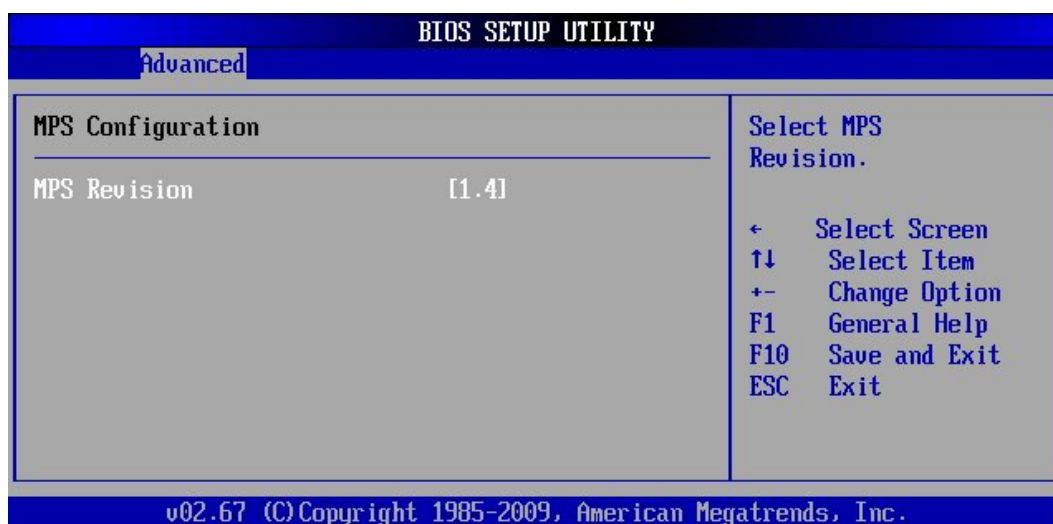 BIOS SETUP UTILITY
Advanced
MPS Configuration
MPS Revision [1.4]
Select MPS
Revision.
← Select Screen
↑↓ Select Item
+- Change Option
F1 General Help
F10 Save and Exit
ESC Exit
v02.67 (C)Copyright 1985-2009, American Megatrends, Inc.